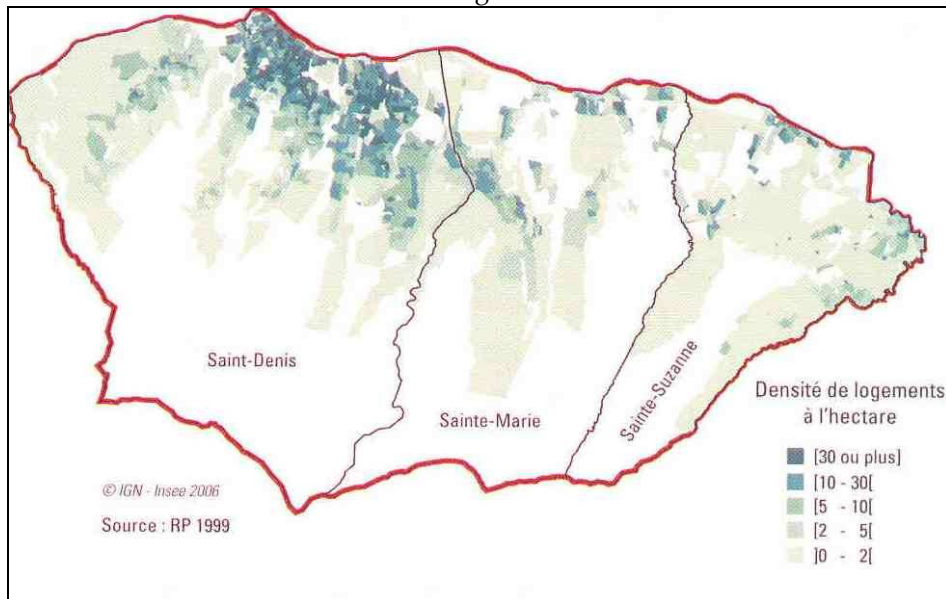 Saint-Denis
Sainte-Marie
Sainte-Suzanne
Densité de logements
à l'hectare
[30 ou plus]
[10 - 30[
[5 - 10[
[2 - 5[
]0 - 2[
© IGN - Insee 2006
Source : RP 1999